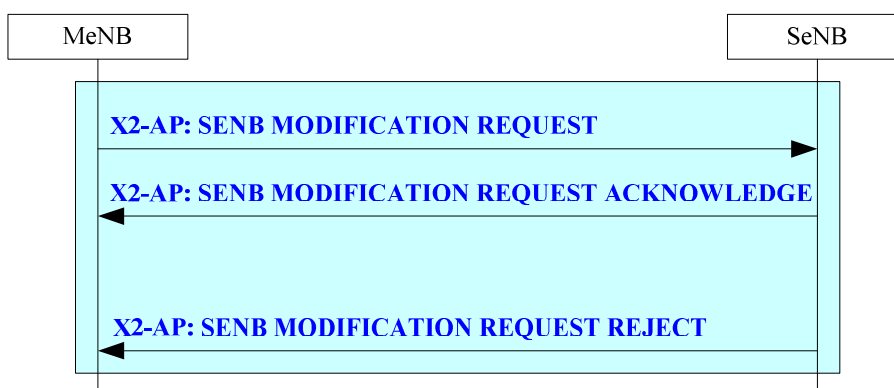 MeNB
SeNB
X2-AP: SENB MODIFICATION REQUEST
X2-AP: SENB MODIFICATION REQUEST ACKNOWLEDGE
X2-AP: SENB MODIFICATION REQUEST REJECT